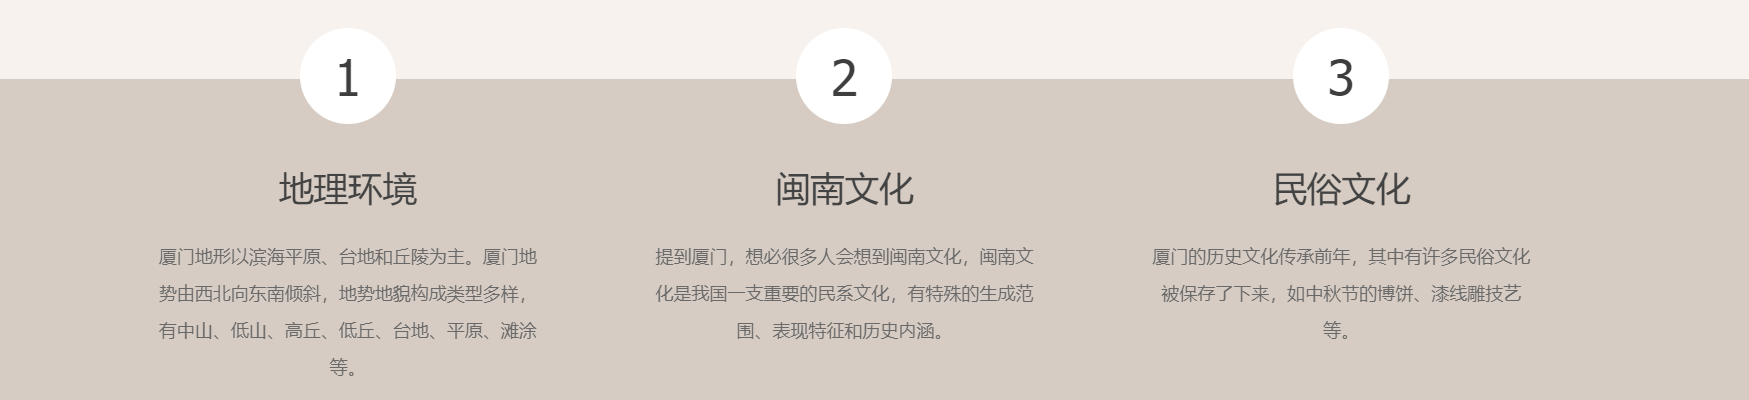 1
地理环境
厦门地形以滨海平原、台地和丘陵为主。厦门地
势由西北向东南倾斜，地势地貌构成类型多样，
有中山、低山、高丘、低丘、台地、平原、滩涂
等。
2
闽南文化
提到厦门，想必很多人会想到闽南文化，闽南文
化是我国一支重要的民系文化，有特殊的生成范
围、表现特征和历史内涵。
3
民俗文化
厦门的历史文化传承前年，其中有许多民俗文化
被保存了下来，如中秋节的博饼、漆线雕技艺
等。